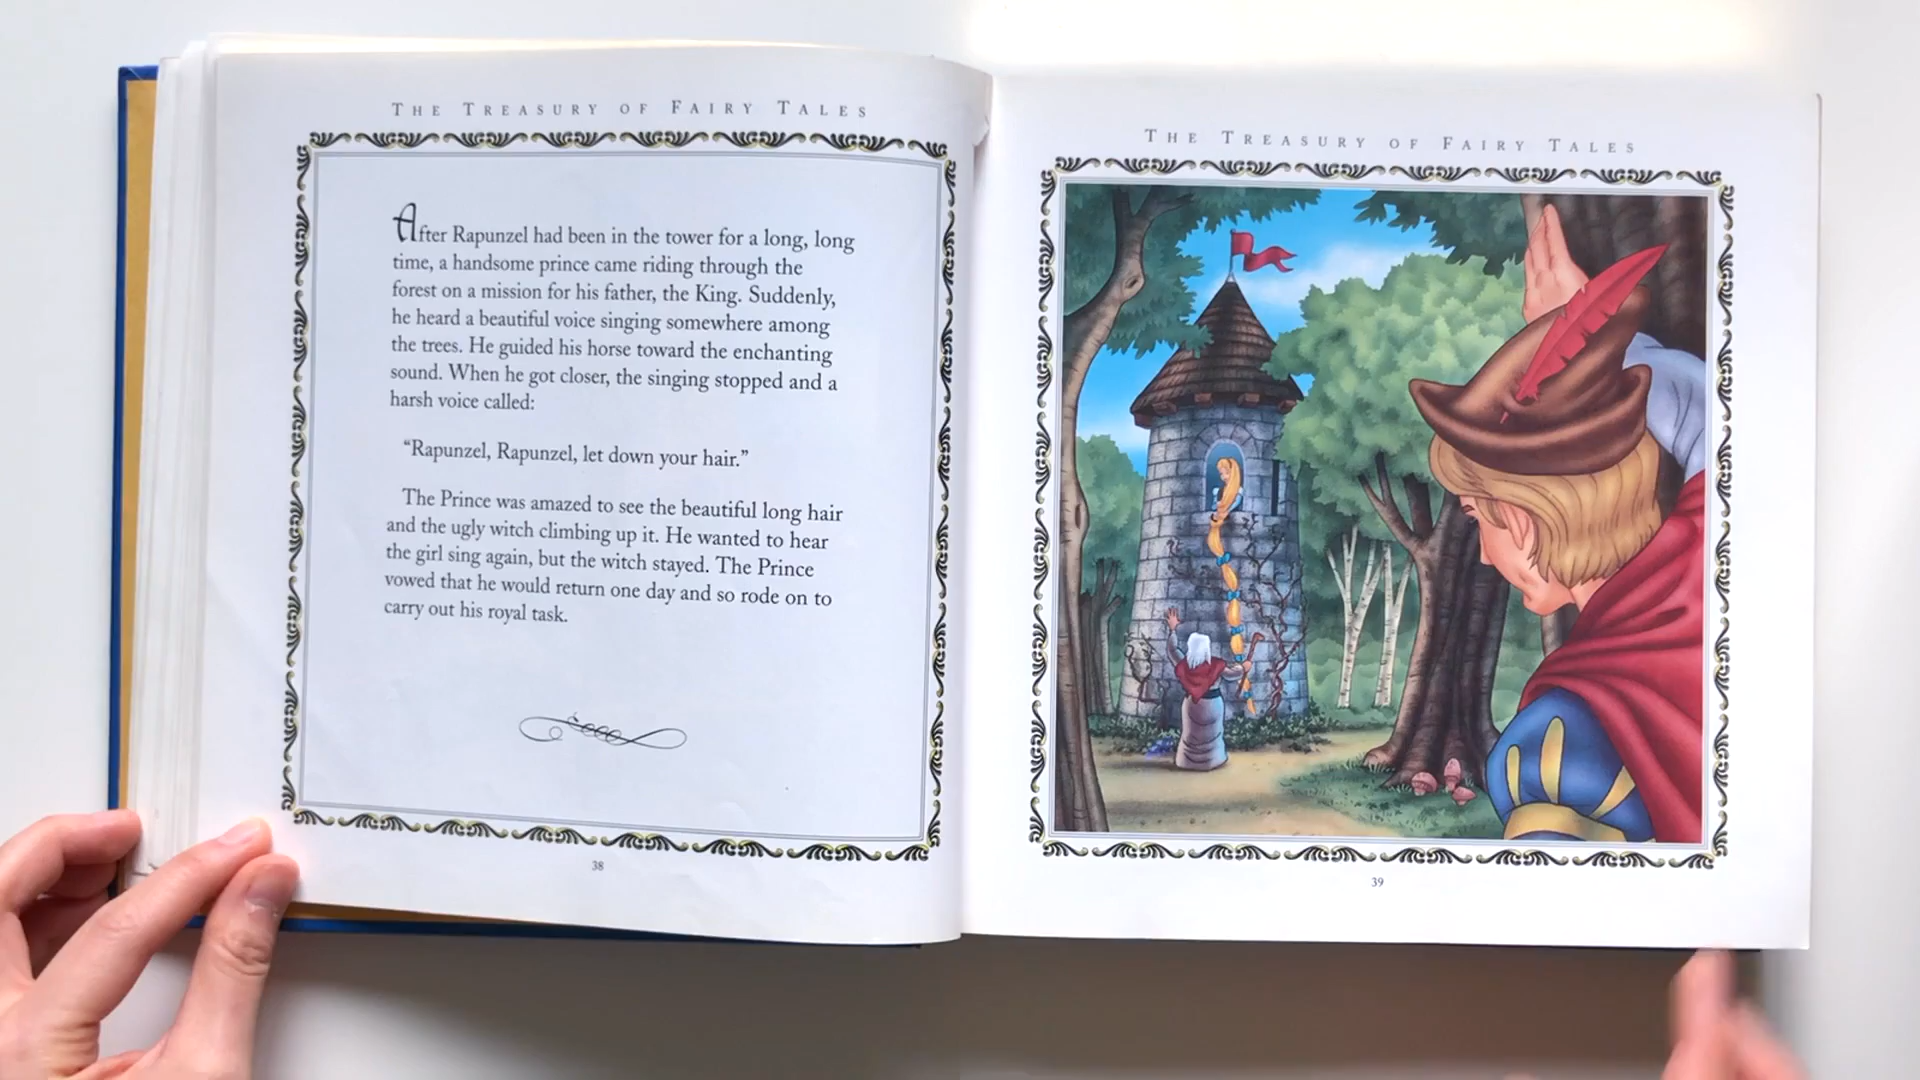 THE TREASURY OF FAIRY TALES
After Rapunzel had been in the tower for a long, long
time, a handsome prince came riding through the
forest on a mission for his father, the King. Suddenly,
he heard a beautiful voice singing somewhere among
the trees. He guided his horse toward the enchanting
sound. When he got closer, the singing stopped and a
harsh voice called:
“Rapunzel, Rapunzel, let down your hair.”
The Prince was amazed to see the beautiful long hair
and the ugly witch climbing up it. He wanted to hear
the girl sing again, but the witch stayed. The Prince
vowed that he would return one day and so rode on to
carry out his royal task.
38
THE TREASURY OF FAIRY TALES
39